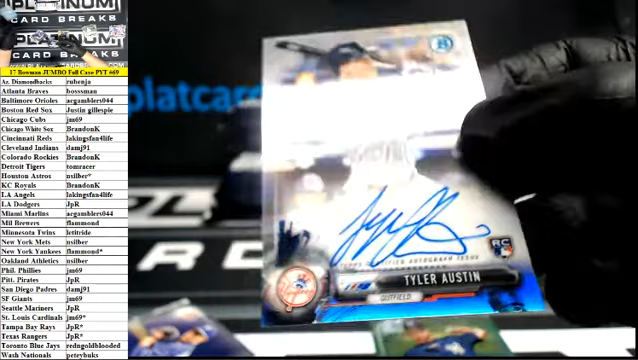 PLATINUM
CARD BREAKS
17 Bowman JUMBO Full Case PYT #69
Az. Diamondbacks rubenja
Atlanta Braves bosssman
Baltimore Orioles acgamblers044
Boston Red Sox Justin gillespie
Chicago Cubs jm69
Chicago White Sox BrandonK
Cincinnati Reds lakingsfan4life
Cleveland Indians damj91
Colorado Rockies BrandonK
Detroit Tigers tomracer
Houston Astros nsilber*
KC Royals BrandonK
LA Angels lakingsfan4life
LA Dodgers JpR
Miami Marlins acgamblers044
Mil Brewers flammond
Minnesota Twins letitride
New York Mets nsilber
New York Yankees flammond*
Oakland Athletics nsilber
Phil. Phillies jm69
Pitt. Pirates JpR
San Diego Padres damj91
SF Giants jm69
Seattle Mariners JpR
St. Louis Cardinals jm69*
Tampa Bay Rays JpR*
Texas Rangers JpR*
Toronto Blue Jays redngoldblooded
Wash Nationals peteybuks
platcar
CARD
RC
TOPPS CERTIFIED AUTOGRAPH ISSUE
TYLER AUSTIN
OUTFIELD